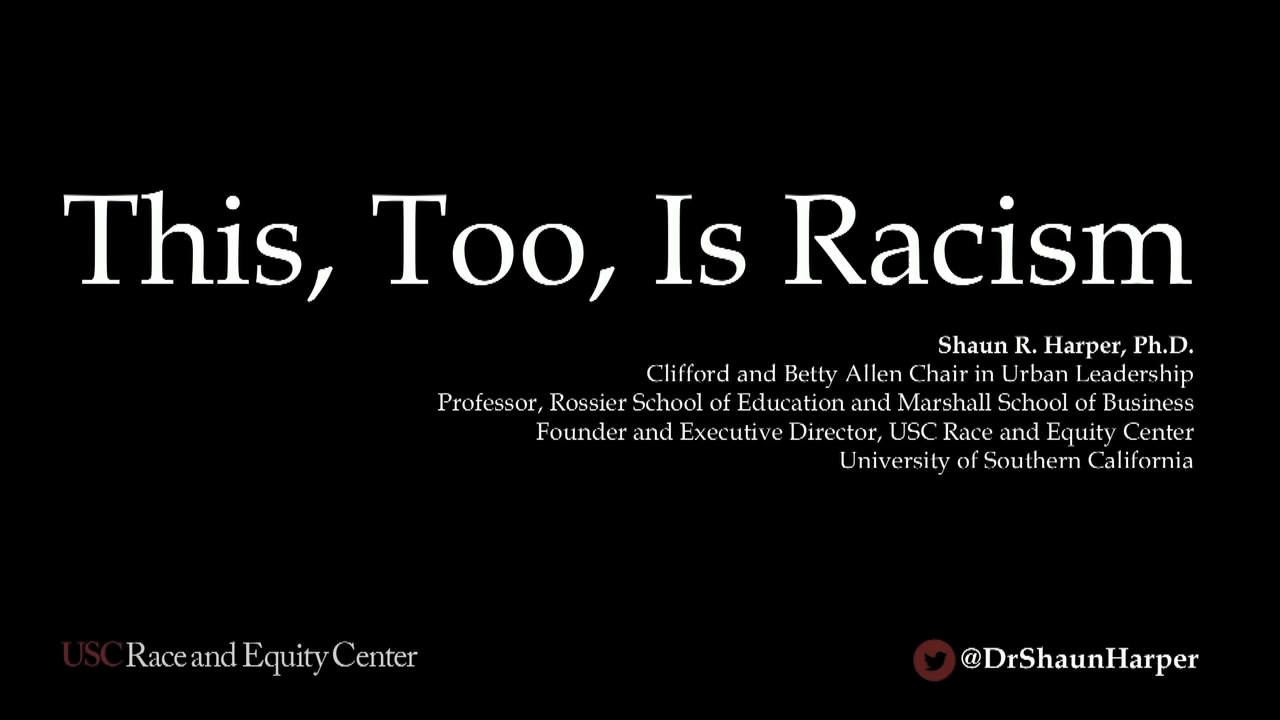 This, Too, Is Racism
Shaun R. Harper, Ph.D.
Clifford and Betty Allen Chair in Urban Leadership
Professor, Rossier School of Education and Marshall School of Business
Founder and Executive Director, USC Race and Equity Center
University of Southern California
USC Race and Equity Center
@DrShaunHarper